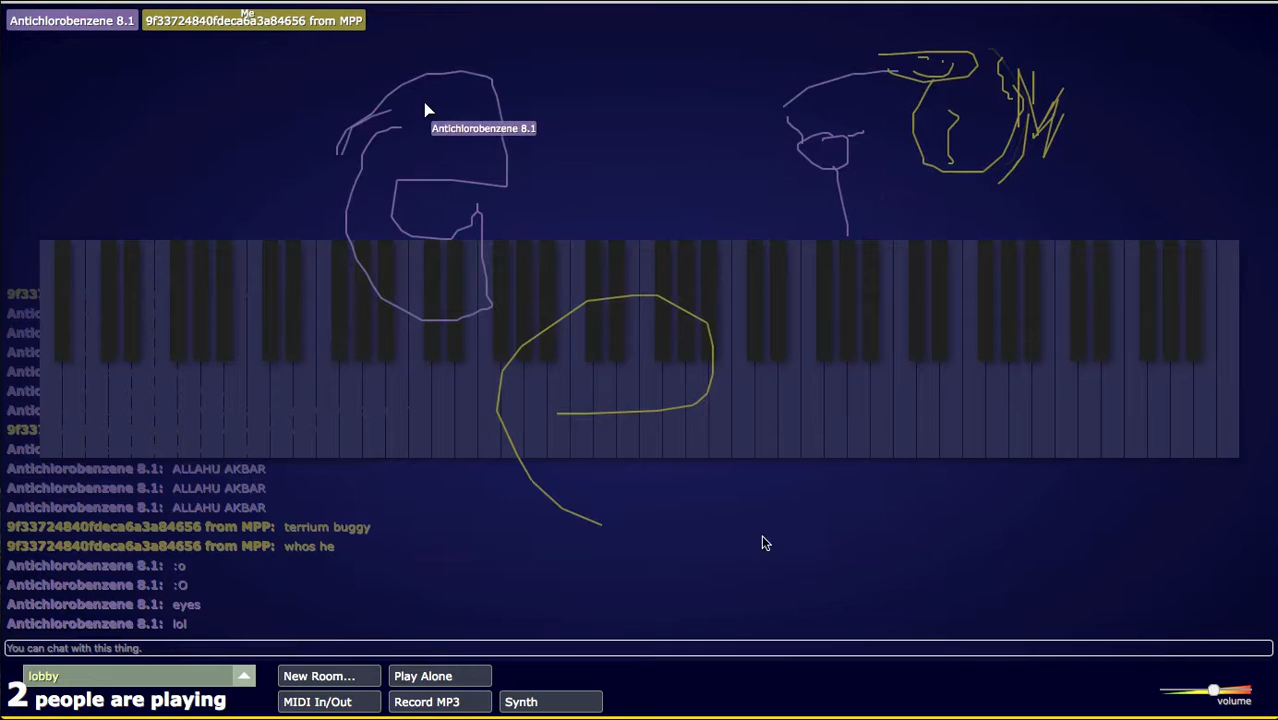 Antichlorobenzene 8.1
Me
9f33724840fdeca6a3a84656 from MPP
Antichlorobenzene 8.1
Antichlorobenzene 8.1: ALLAHU AKBAR
Antichlorobenzene 8.1: ALLAHU AKBAR
Antichlorobenzene 8.1: ALLAHU AKBAR
9f33724840fdeca6a3a84656 from MPP: terrium buggy
9f33724840fdeca6a3a84656 from MPP: whos he
Antichlorobenzene 8.1: :o
Antichlorobenzene 8.1: :O
Antichlorobenzene 8.1: eyes
Antichlorobenzene 8.1: lol
You can chat with this thing.
lobby
New Room...
Play Alone
2 people are playing
MIDI In/Out
Record MP3
Synth
volume